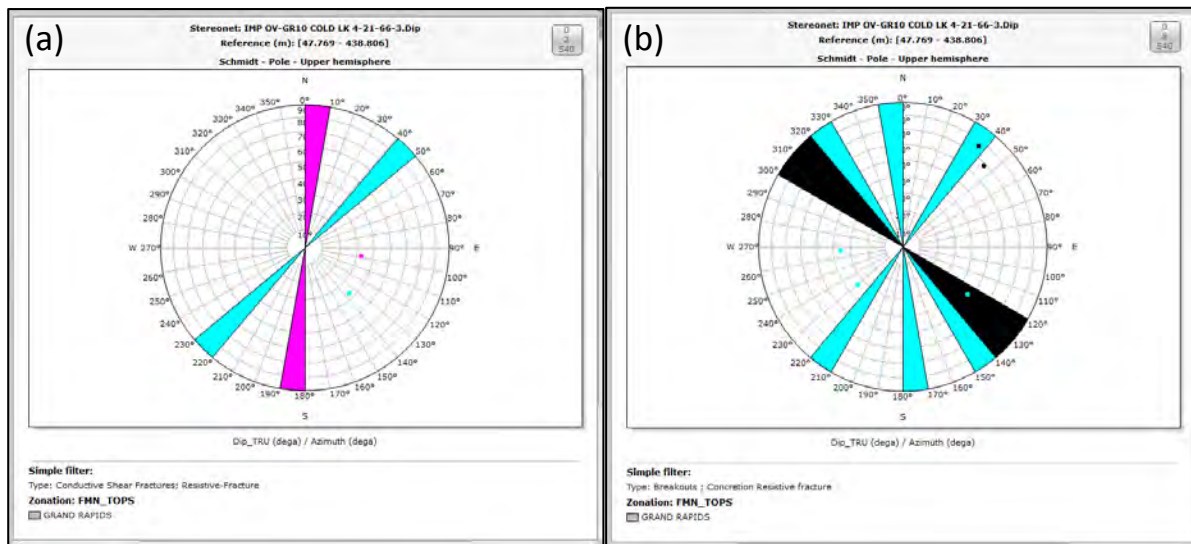 (a)
Stereonet: IMP OV-GR10 COLD LK 4-21-66-3.Dip
Reference (m): [47.769 - 438.806]
Schmidt - Pole - Upper hemisphere
N
350° 0° 10°
340° 20°
330° 30°
320° 40°
310° 50°
300° 60°
290° 70°
280° 80°
W 270° 90° E
260° 100°
250° 110°
240° 120°
230° 130°
220° 140°
210° 150°
200° 160°
190° 180° 170°
S
Dip_TRU (dega) / Azimuth (dega)
Simple filter:
Type: Conductive Shear Fractures; Resistive-Fracture
Zonation: FMN_TOPS
GRAND RAPIDS
(b)
Stereonet: IMP OV-GR10 COLD LK 4-21-66-3.Dip
Reference (m): [47.769 - 438.806]
Schmidt - Pole - Upper hemisphere
N
350° 0° 10°
340° 20°
330° 30°
320° 40°
310° 50°
300° 60°
290° 70°
280° 80°
W 270° 90° E
260° 100°
250° 110°
240° 120°
230° 130°
220° 140°
210° 150°
200° 160°
190° 180° 170°
S
Dip_TRU (dega) / Azimuth (dega)
Simple filter:
Type: Breakouts ; Concretion Resistive fracture
Zonation: FMN_TOPS
GRAND RAPIDS